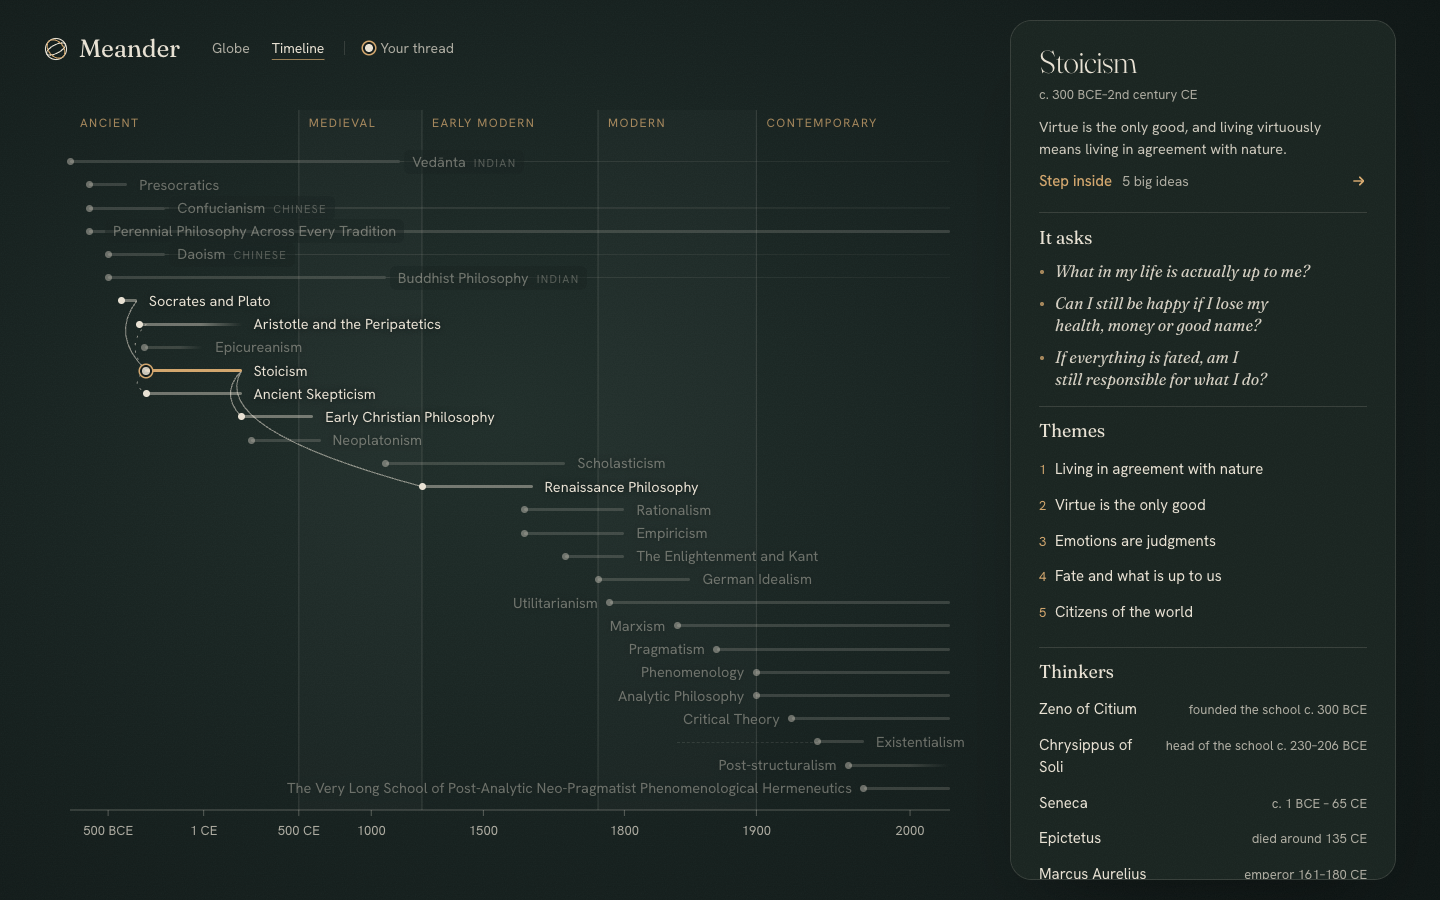 Meander
Globe
Timeline
Your thread
ANCIENT
MEDIEVAL
EARLY MODERN
MODERN
CONTEMPORARY
Vedānta INDIAN
Presocratics
Confucianism CHINESE
Perennial Philosophy Across Every Tradition
Daoism CHINESE
Buddhist Philosophy INDIAN
Socrates and Plato
Aristotle and the Peripatetics
Epicureanism
Stoicism
Ancient Skepticism
Early Christian Philosophy
Neoplatonism
Scholasticism
Renaissance Philosophy
Rationalism
Empiricism
The Enlightenment and Kant
German Idealism
Utilitarianism
Marxism
Pragmatism
Phenomenology
Analytic Philosophy
Critical Theory
Existentialism
Post-structuralism
The Very Long School of Post-Analytic Neo-Pragmatist Phenomenological Hermeneutics
500 BCE
1 CE
500 CE
1000
1500
1800
1900
2000
Stoicism
c. 300 BCE–2nd century CE
Virtue is the only good, and living virtuously
means living in agreement with nature.
Step inside 5 big ideas →
It asks
• What in my life is actually up to me?
• Can I still be happy if I lose my
health, money or good name?
• If everything is fated, am I
still responsible for what I do?
Themes
1 Living in agreement with nature
2 Virtue is the only good
3 Emotions are judgments
4 Fate and what is up to us
5 Citizens of the world
Thinkers
Zeno of Citium founded the school c. 300 BCE
Chrysippus of head of the school c. 230–206 BCE
Soli
Seneca c. 1 BCE – 65 CE
Epictetus died around 135 CE
Marcus Aurelius emperor 161–180 CE